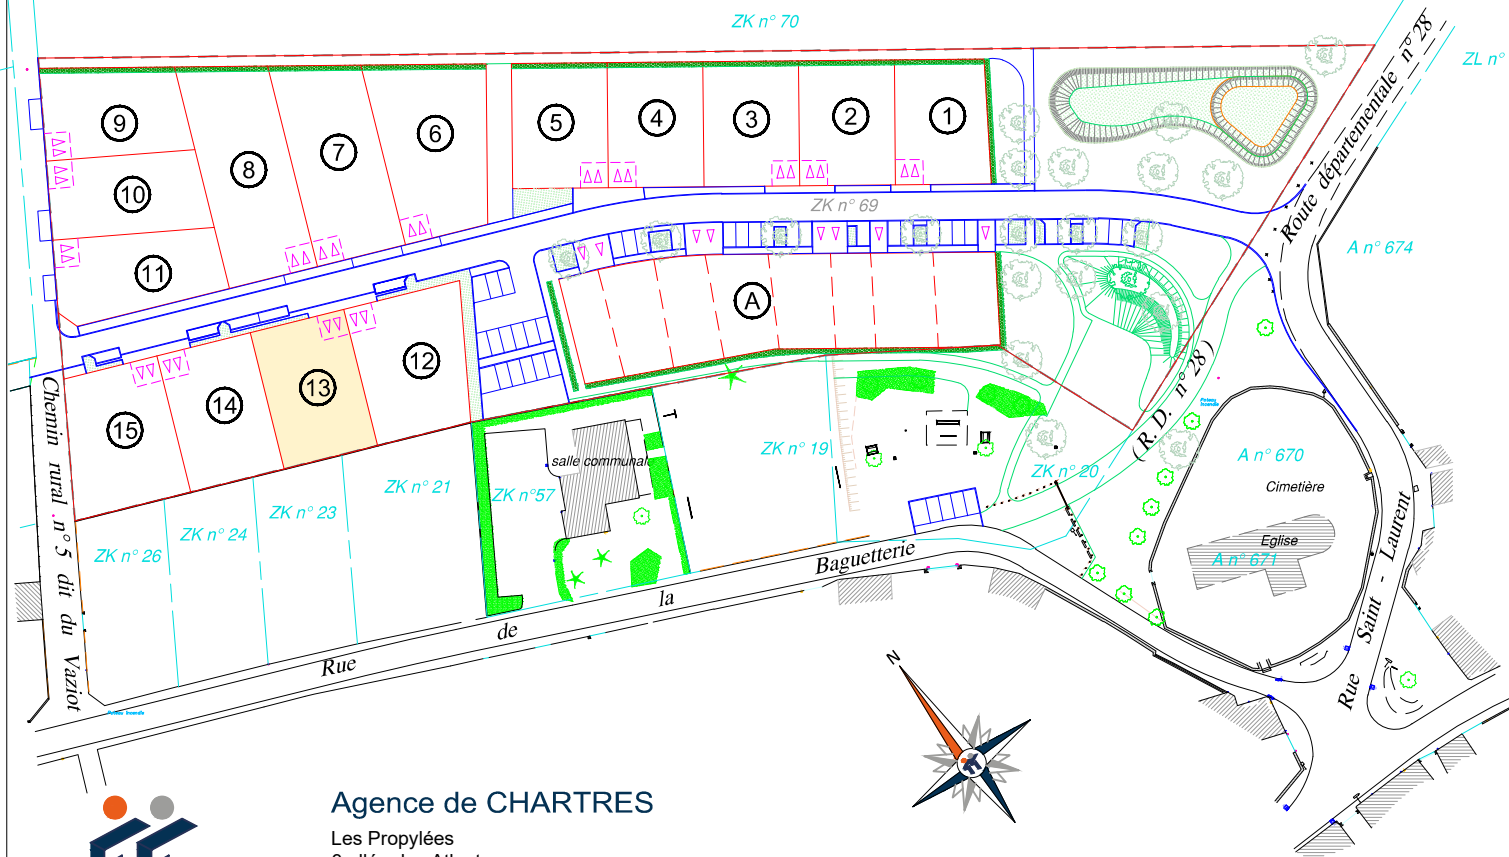 ZK n° 70
ZL n°
Route départementale n° 28
9
8
7
6
5
4
3
2
1
10
11
ZK n° 69
A n° 674
A
12
13
14
15
(R.D. n° 28)
Chemin rural n° 5 dit du Vaziot
salle communale
ZK n° 19
ZK n° 20
A n° 670
Cimetière
ZK n° 21
ZK n°57
ZK n° 23
ZK n° 24
ZK n° 26
Eglise
A n° 671
Rue Saint - Laurent
Rue de la Baguetterie
N
Agence de CHARTRES
Les Propylées